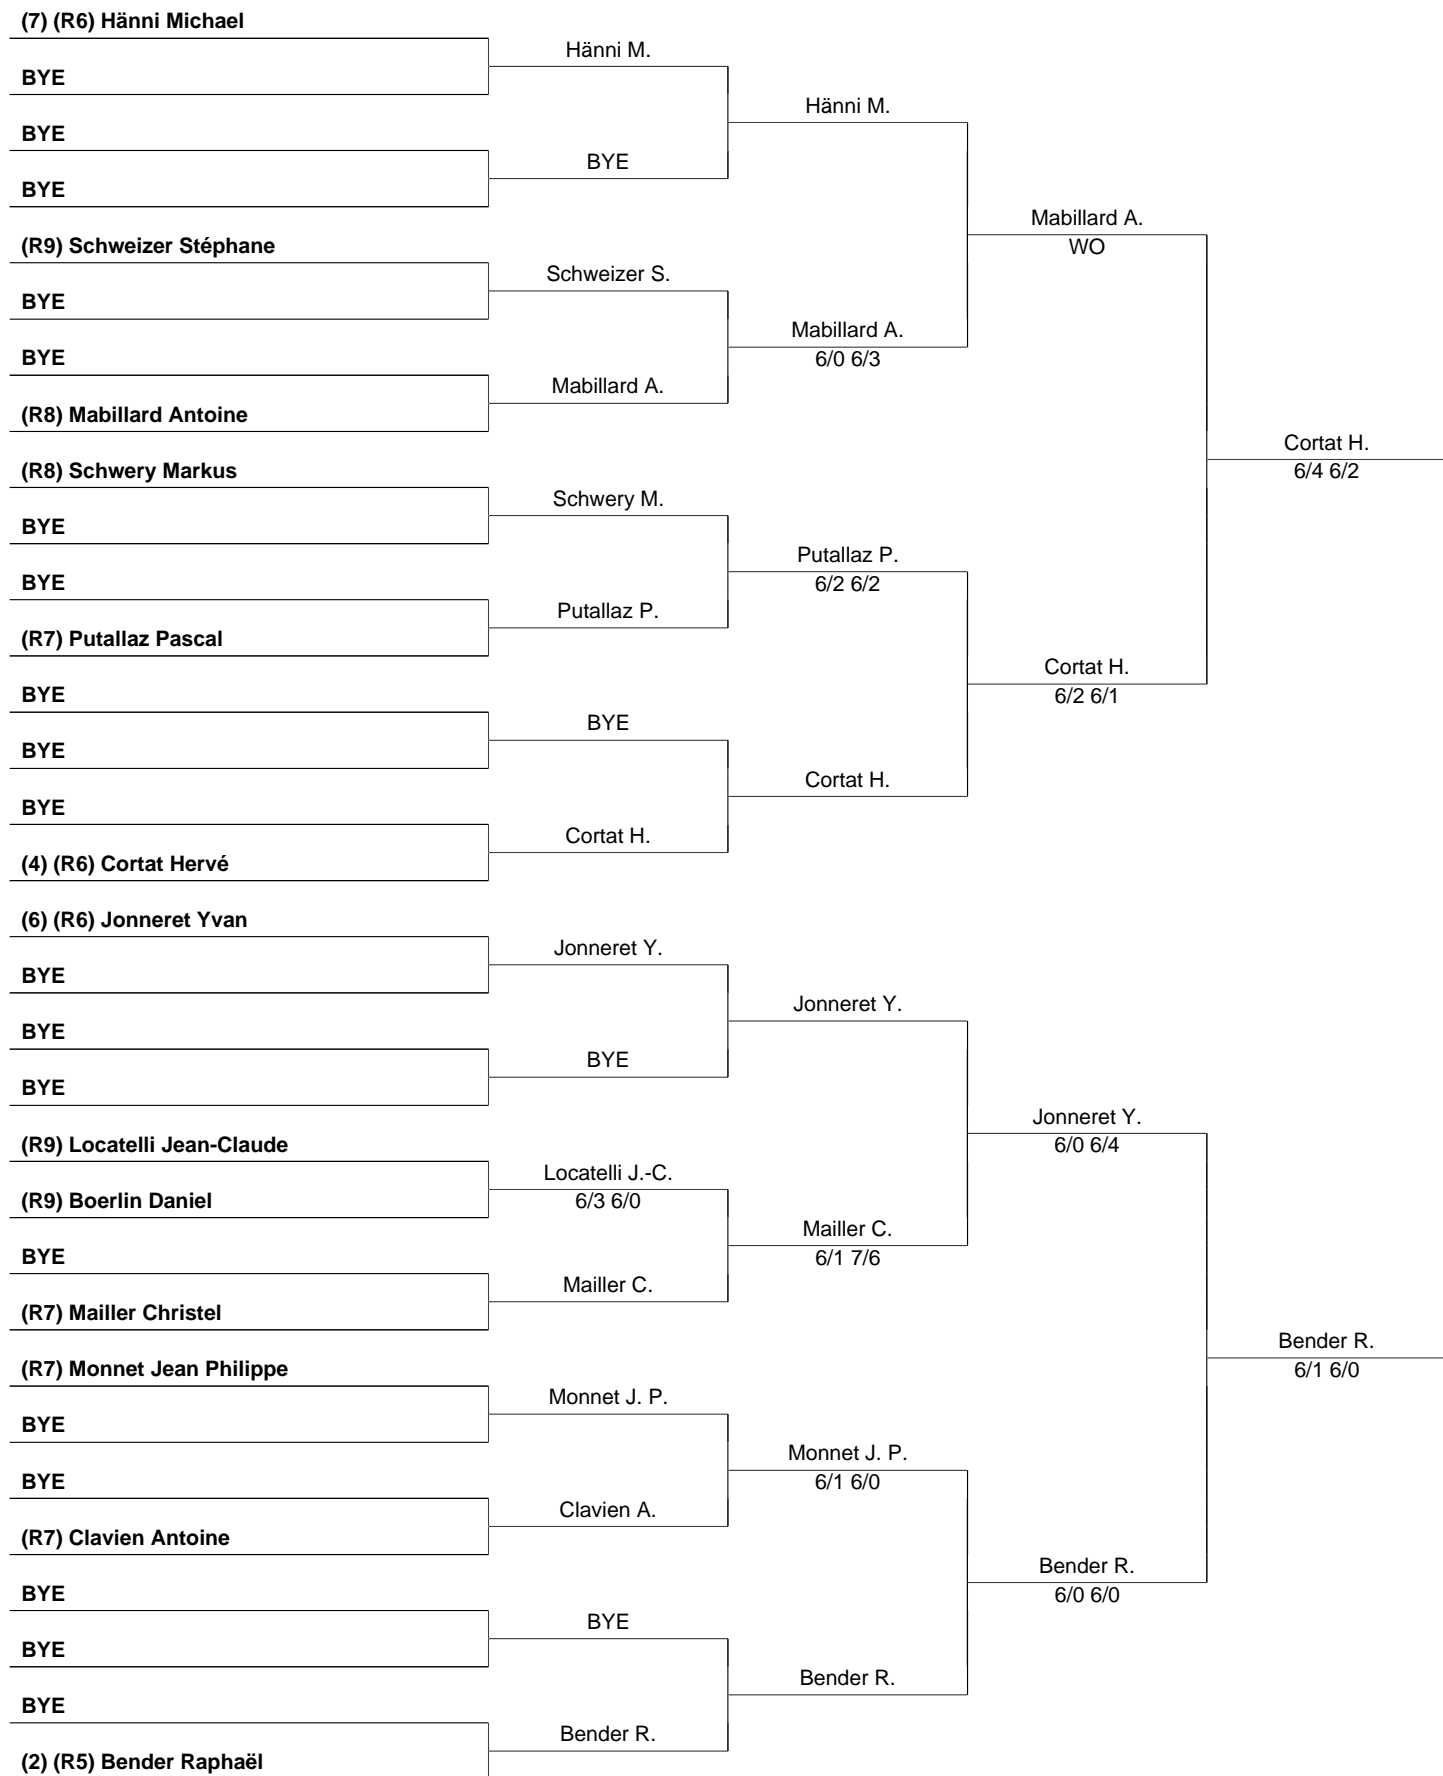 (7) (R6) Hänni Michael
Hänni M.
BYE
Hänni M.
BYE
BYE
BYE
Mabillard A.
WO
(R9) Schweizer Stéphane
Schweizer S.
BYE
Mabillard A.
6/0 6/3
BYE
Mabillard A.
(R8) Mabillard Antoine
Cortat H.
6/4 6/2
(R8) Schwery Markus
Schwery M.
BYE
Putallaz P.
6/2 6/2
BYE
Putallaz P.
(R7) Putallaz Pascal
Cortat H.
6/2 6/1
BYE
BYE
BYE
Cortat H.
BYE
Cortat H.
(4) (R6) Cortat Hervé
(6) (R6) Jonneret Yvan
Jonneret Y.
BYE
Jonneret Y.
BYE
BYE
BYE
Jonneret Y.
6/0 6/4
(R9) Locatelli Jean-Claude
Locatelli J.-C.
6/3 6/0
(R9) Boerlin Daniel
Mailler C.
6/1 7/6
BYE
Mailler C.
(R7) Mailler Christel
Bender R.
6/1 6/0
(R7) Monnet Jean Philippe
Monnet J. P.
BYE
Monnet J. P.
6/1 6/0
BYE
Clavien A.
(R7) Clavien Antoine
Bender R.
6/0 6/0
BYE
BYE
BYE
Bender R.
BYE
Bender R.
(2) (R5) Bender Raphaël